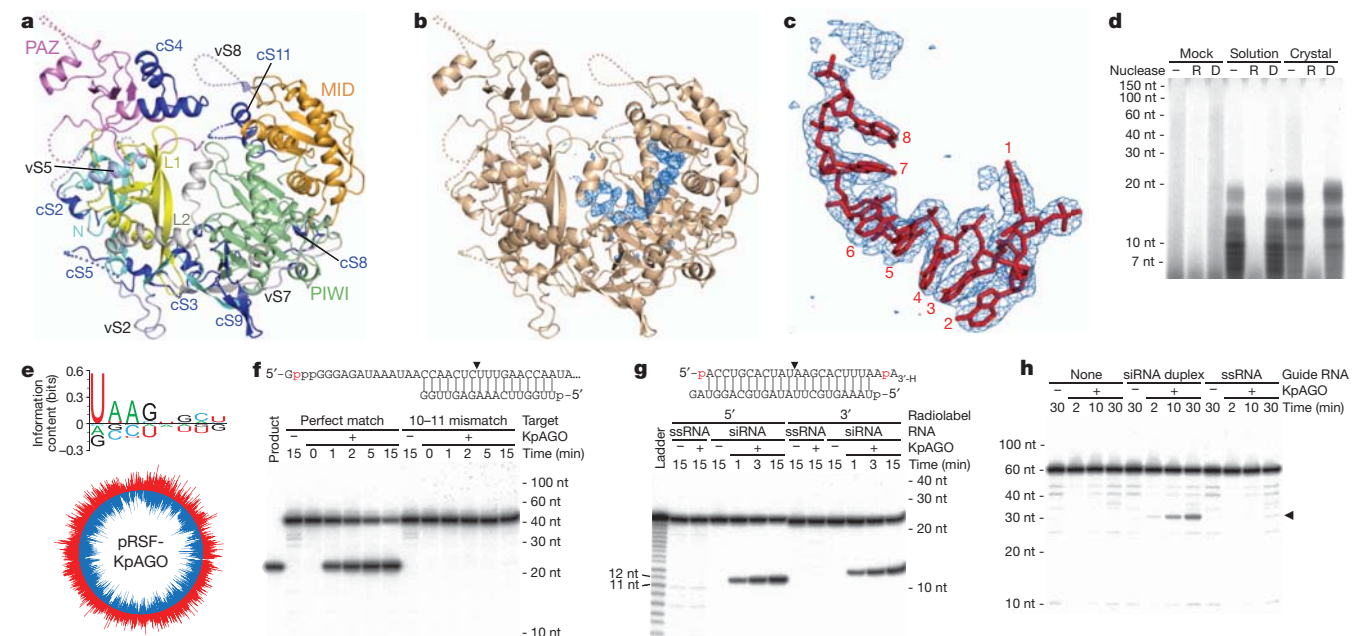 a
PAZ
cS4
vS8
cS11
MID
vS5
L1
cS2
L2
N
cS5
cS3
cS9
vS7
PIWI
cS8
vS2
b
c
8
7
1
6
5
4
3
2
d
Mock Solution Crystal
Nuclease – R D – R D – R D
150 nt -
100 nt -
60 nt -
40 nt -
30 nt -
20 nt -
10 nt -
7 nt -
e
Information content (bits)
0.6
0.3
0
–0.3
UAAG
pRSF-
KpAGO
f
5′-GpppGGGAGAUAAAUAACCAACUCUUUGAACCAAUA...
GGUUGAGAAACUUGGUUp-5′
Perfect match 10–11 mismatch Target
Product – + – + KpAGO
15 0 1 2 5 15 15 0 1 2 5 15 Time (min)
- 100 nt
- 60 nt
- 40 nt
- 30 nt
- 20 nt
- 10 nt
g
5′-pACCUGCACUAUAAGCACUUUAApA3′-H
GAUGGACGUGAUAUUCGUGAAAUp-5′
5′ 3′ Radiolabel
ssRNA siRNA ssRNA siRNA RNA
Ladder – + – + – + – + KpAGO
15 15 15 1 3 15 15 15 15 1 3 15 Time (min)
- 40 nt
- 30 nt
- 20 nt
12 nt
11 nt
- 10 nt
h
None siRNA duplex ssRNA Guide RNA
– + – + – + KpAGO
30 2 10 30 30 2 10 30 30 2 10 30 Time (min)
100 nt -
60 nt -
40 nt -
30 nt -
20 nt -
10 nt -